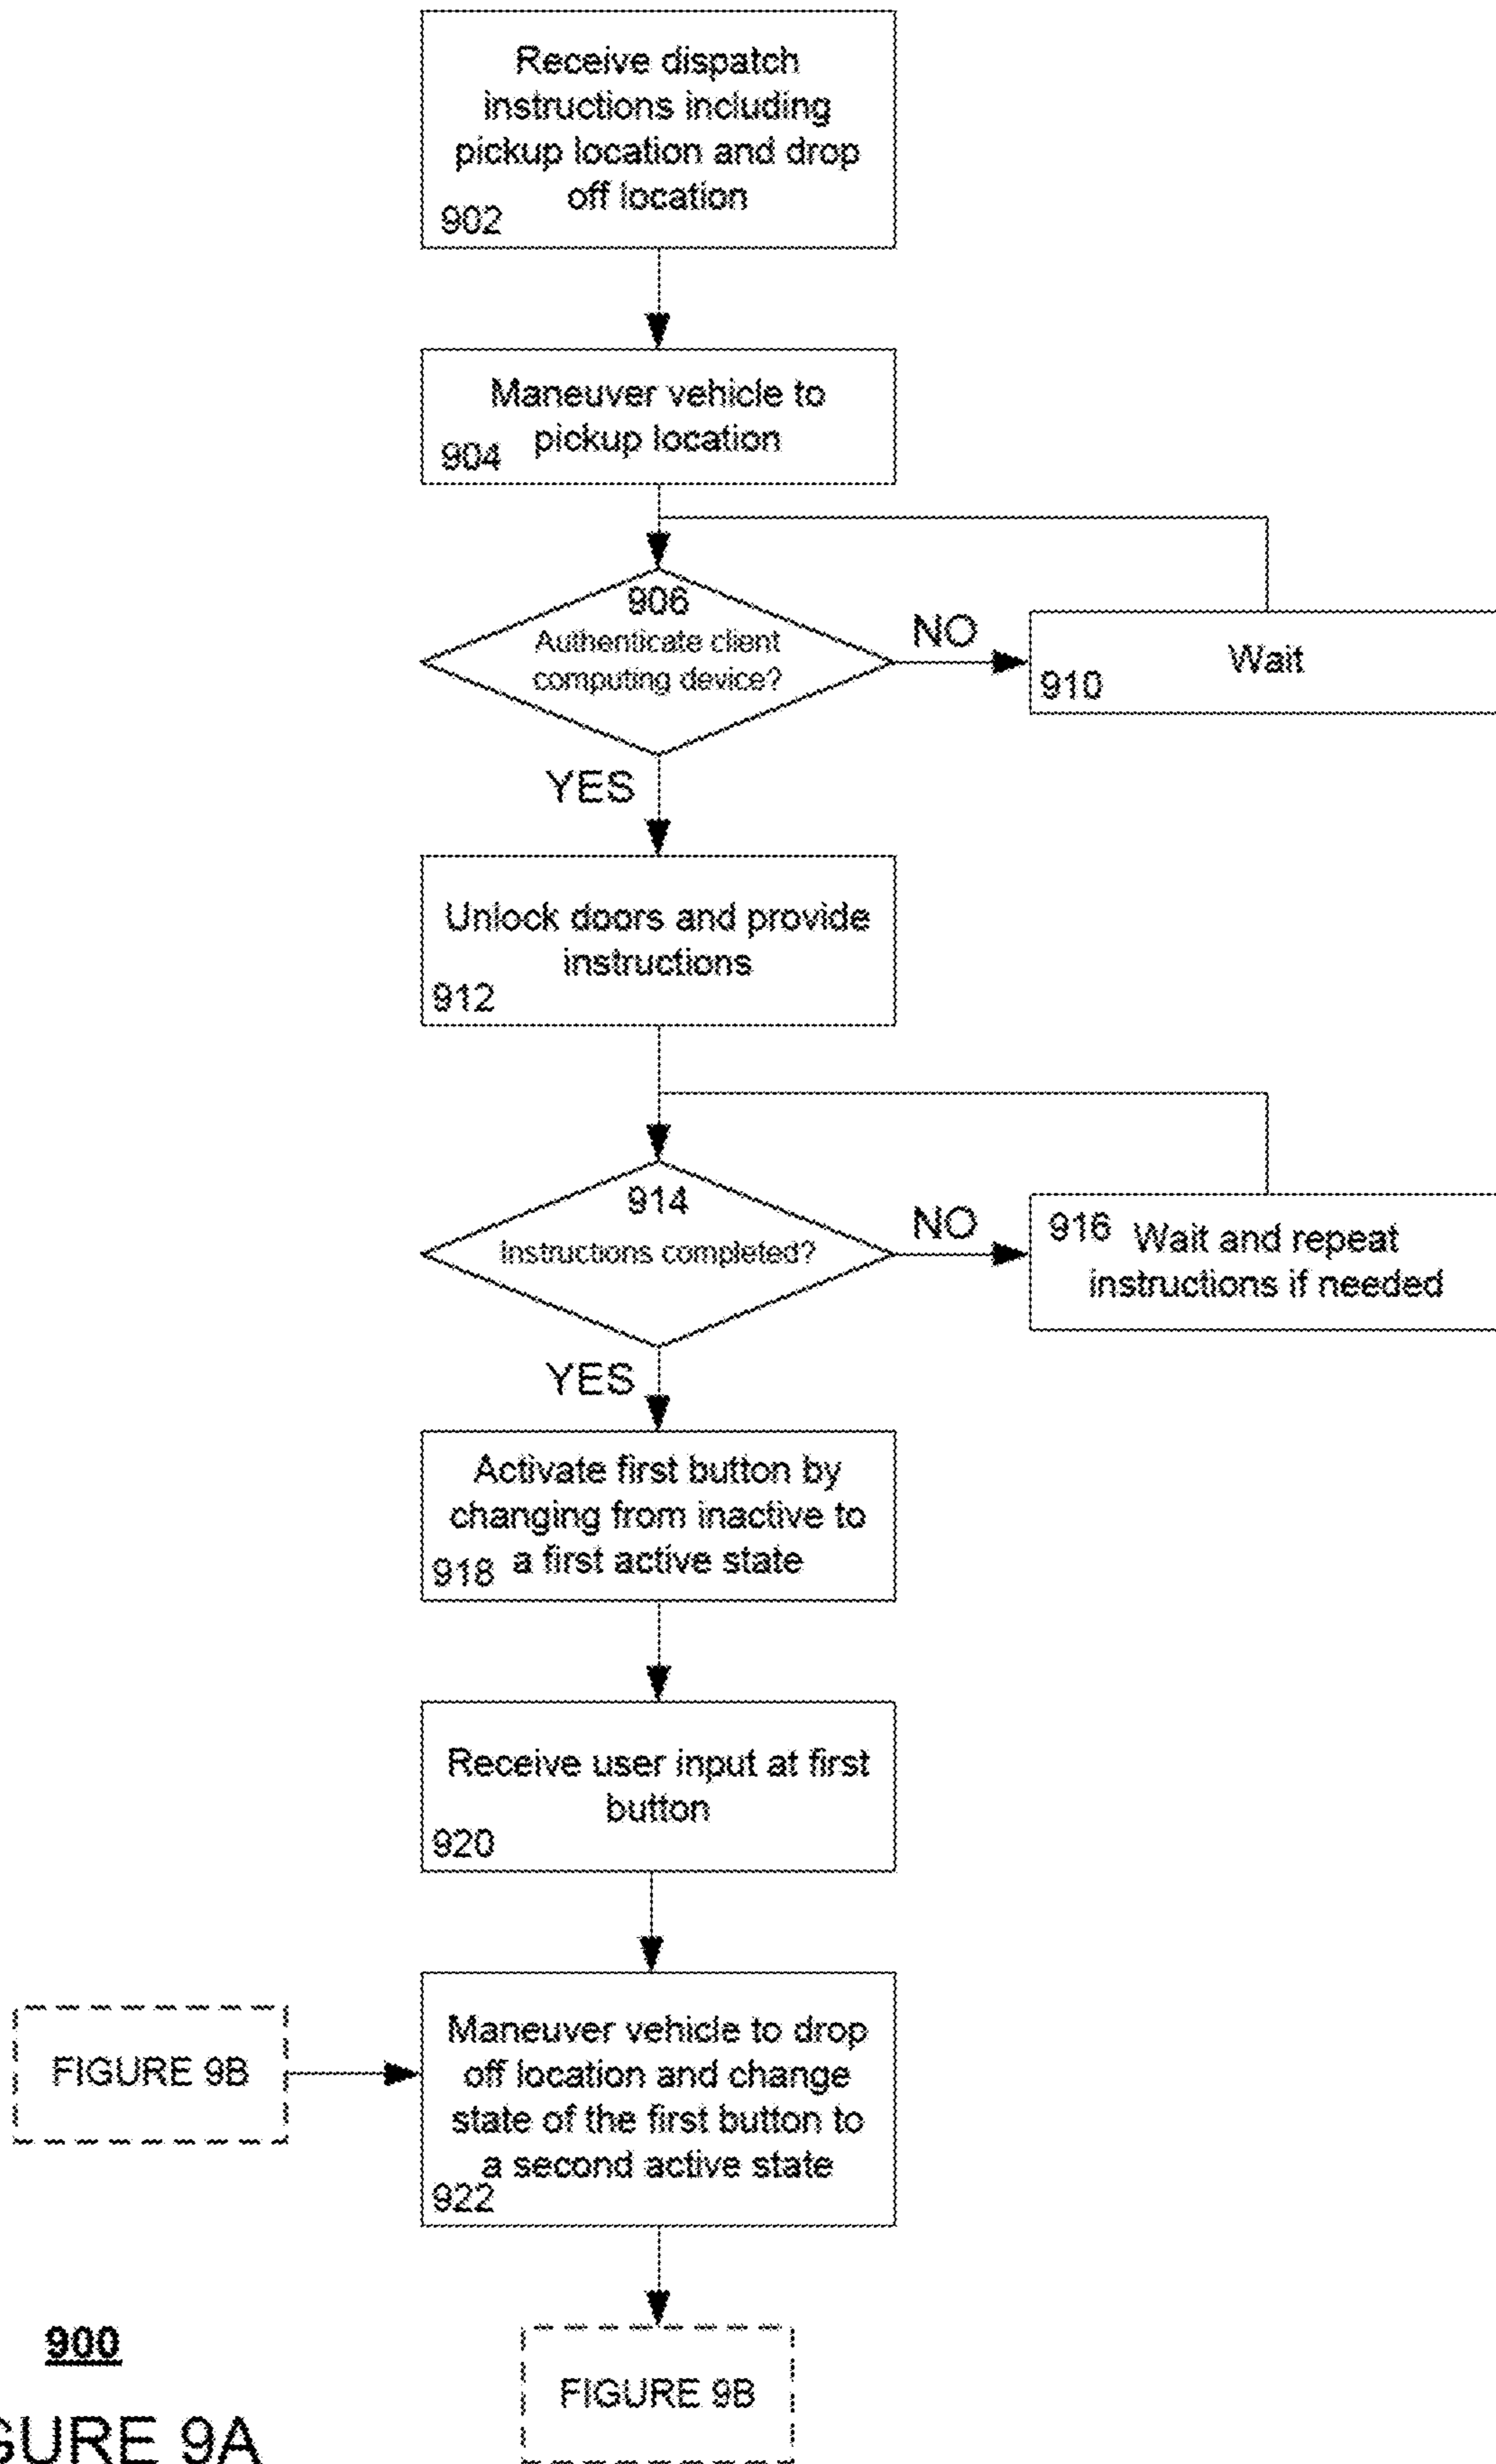 Receive dispatch
instructions including
pickup location and drop
off location
902
Maneuver vehicle to
pickup location
904
906
Authenticate client
computing device?
NO
Wait
910
YES
Unlock doors and provide
instructions
912
914
Instructions completed?
NO
916
Wait and repeat
instructions if needed
YES
Activate first button by
changing from inactive to
a first active state
918
Receive user input at first
button
920
FIGURE 9B
Maneuver vehicle to drop
off location and change
state of the first button to
a second active state
922
900
GURE 9A
FIGURE 9B